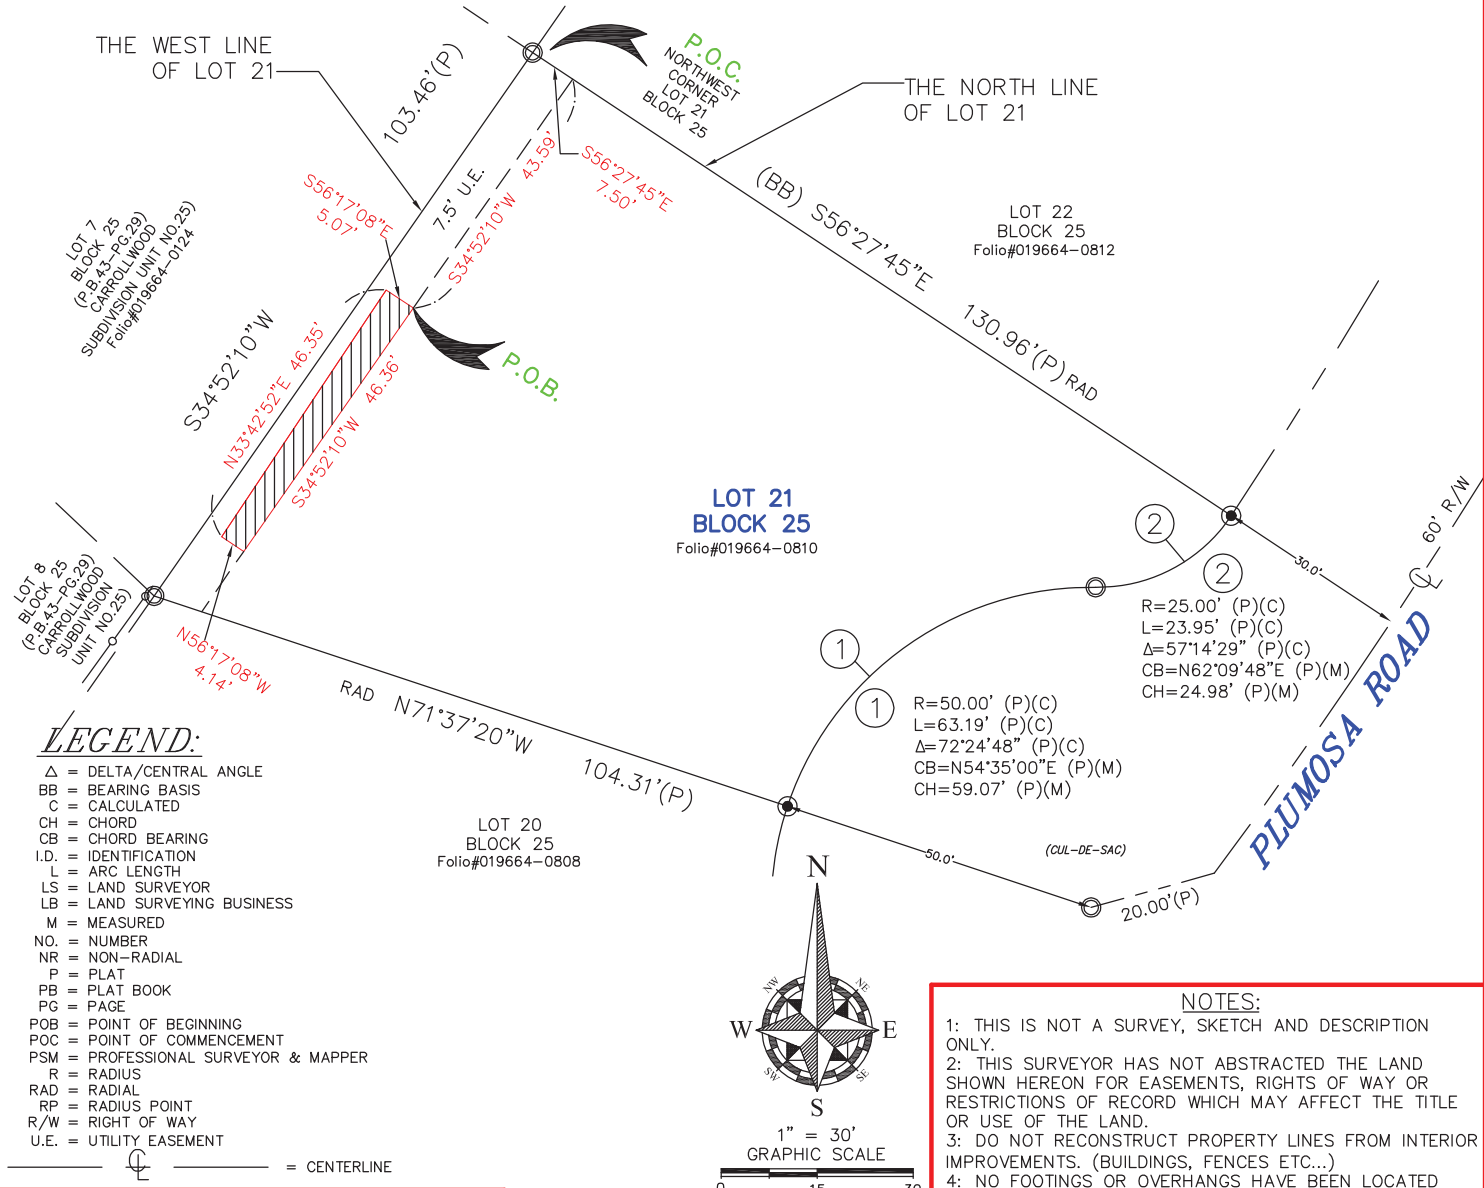 THE WEST LINE
OF LOT 21
103.46'(P)
P.O.C.
NORTHWEST
CORNER
LOT 21
BLOCK 25
THE NORTH LINE
OF LOT 21
S56°17'08"E
5.07'
7.5' U.E.
S34°52'10"W 43.59'
S56°27'45"E
7.50'
(BB) S56°27'45"E
130.96'(P) RAD
LOT 22
BLOCK 25
Folio#019664-0812
LOT 7
BLOCK 25
(P.B.43-PG.29)
CARROLLWOOD
SUBDIVISION UNIT NO.25)
Folio#019664-0124
S34°52'10"W
N33°42'52"E 46.35'
S34°52'10"W 46.36'
P.O.B.
LOT 21
BLOCK 25
Folio#019664-0810
2
2
30.0'
60' R/W
CL
R=25.00' (P)(C)
L=23.95' (P)(C)
Δ=57°14'29" (P)(C)
CB=N62°09'48"E (P)(M)
CH=24.98' (P)(M)
PLUMOSA ROAD
LOT 8
BLOCK 25
(P.B.43-PG.29)
CARROLLWOOD
SUBDIVISION
UNIT NO.25)
N56°17'08"W
4.14'
1
1
R=50.00' (P)(C)
L=63.19' (P)(C)
Δ=72°24'48" (P)(C)
CB=N54°35'00"E (P)(M)
CH=59.07' (P)(M)
RAD N71°37'20"W
104.31'(P)
LOT 20
BLOCK 25
Folio#019664-0808
50.0'
(CUL-DE-SAC)
20.00'(P)
LEGEND:
Δ = DELTA/CENTRAL ANGLE
BB = BEARING BASIS
C = CALCULATED
CH = CHORD
CB = CHORD BEARING
I.D. = IDENTIFICATION
L = ARC LENGTH
LS = LAND SURVEYOR
LB = LAND SURVEYING BUSINESS
M = MEASURED
NO. = NUMBER
NR = NON-RADIAL
P = PLAT
PB = PLAT BOOK
PG = PAGE
POB = POINT OF BEGINNING
POC = POINT OF COMMENCEMENT
PSM = PROFESSIONAL SURVEYOR & MAPPER
R = RADIUS
RAD = RADIAL
RP = RADIUS POINT
R/W = RIGHT OF WAY
U.E. = UTILITY EASEMENT
CL = CENTERLINE
N
NW NE
W E
SW SE
S
1" = 30'
GRAPHIC SCALE
0 15 30
NOTES:
1: THIS IS NOT A SURVEY, SKETCH AND DESCRIPTION
ONLY.
2: THIS SURVEYOR HAS NOT ABSTRACTED THE LAND
SHOWN HEREON FOR EASEMENTS, RIGHTS OF WAY OR
RESTRICTIONS OF RECORD WHICH MAY AFFECT THE TITLE
OR USE OF THE LAND.
3: DO NOT RECONSTRUCT PROPERTY LINES FROM INTERIOR
IMPROVEMENTS. (BUILDINGS, FENCES ETC...)
4: NO FOOTINGS OR OVERHANGS HAVE BEEN LOCATED